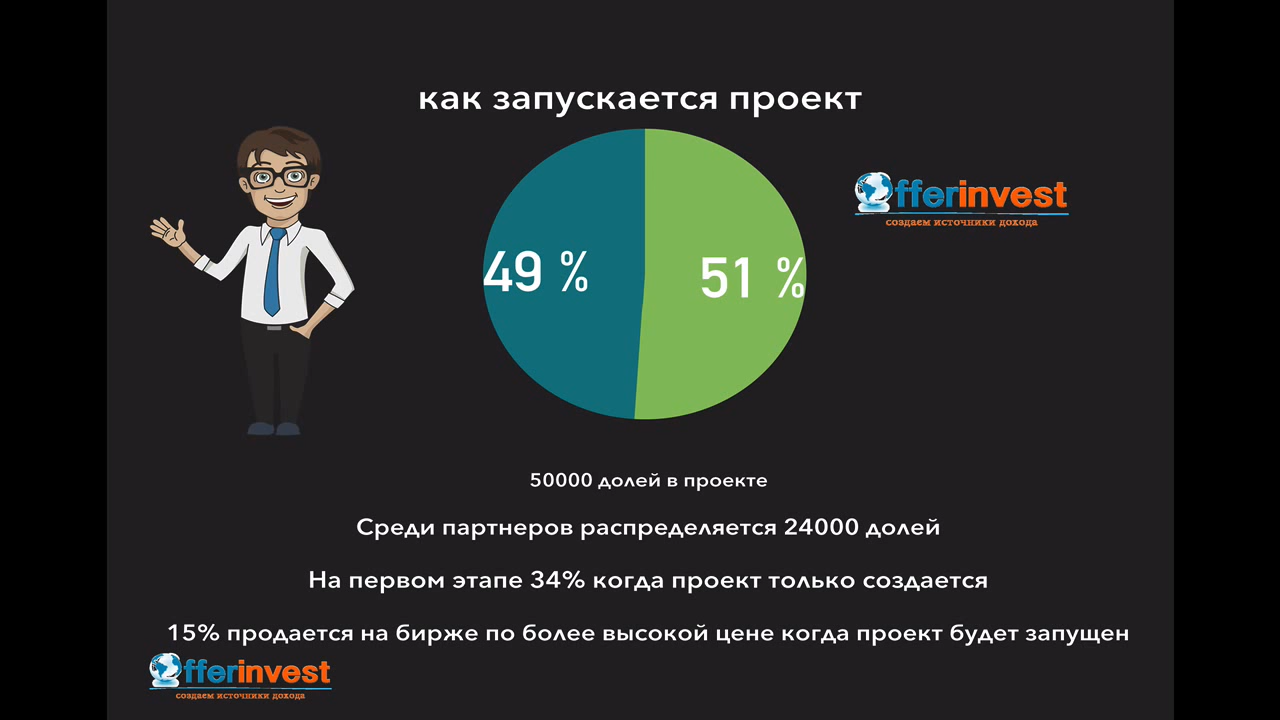 как запускается проект
Offerinvest
создаем источники дохода
49 %
51 %
50000 долей в проекте
Среди партнеров распределяется 24000 долей
На первом этапе 34% когда проект только создается
15% продается на бирже по более высокой цене когда проект будет запущен
Offerinvest
создаем источники дохода